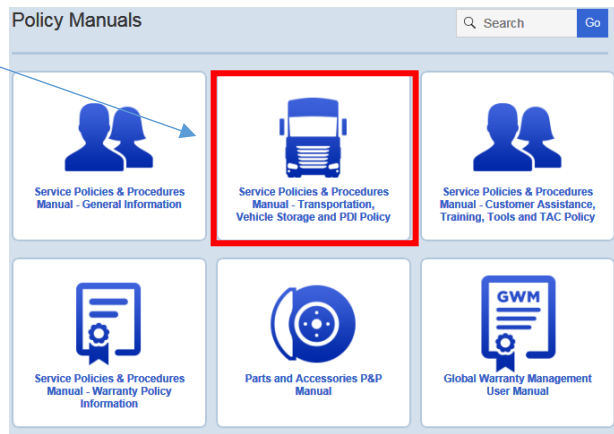 Policy Manuals
Search
Go
Service Policies & Procedures
Manual - General Information
Service Policies & Procedures
Manual - Transportation,
Vehicle Storage and PDI Policy
Service Policies & Procedures
Manual - Customer Assistance,
Training, Tools and TAC Policy
GWM
Service Policies & Procedures
Manual - Warranty Policy
Information
Parts and Accessories P&P
Manual
Global Warranty Management
User Manual